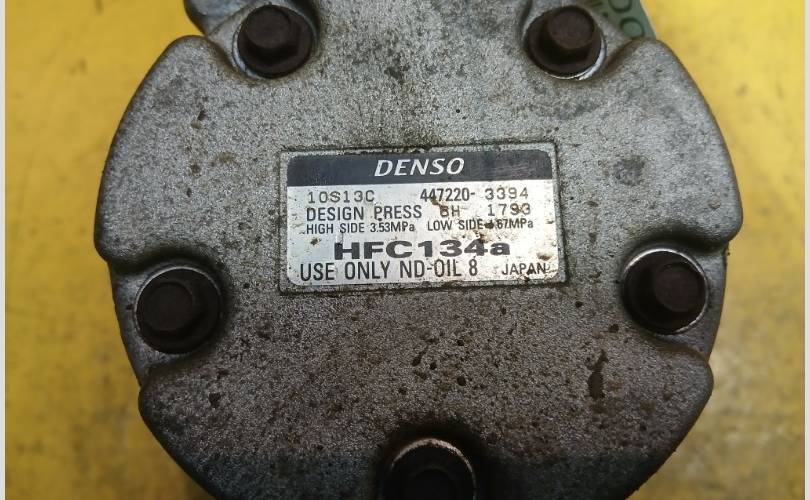 DENSO
10S13C 447220-3394
DESIGN PRESS 1793
HIGH SIDE 3.53MPa LOW SIDE 1.67MPa
HFC134a
USE ONLY ND-OIL 8 JAPAN